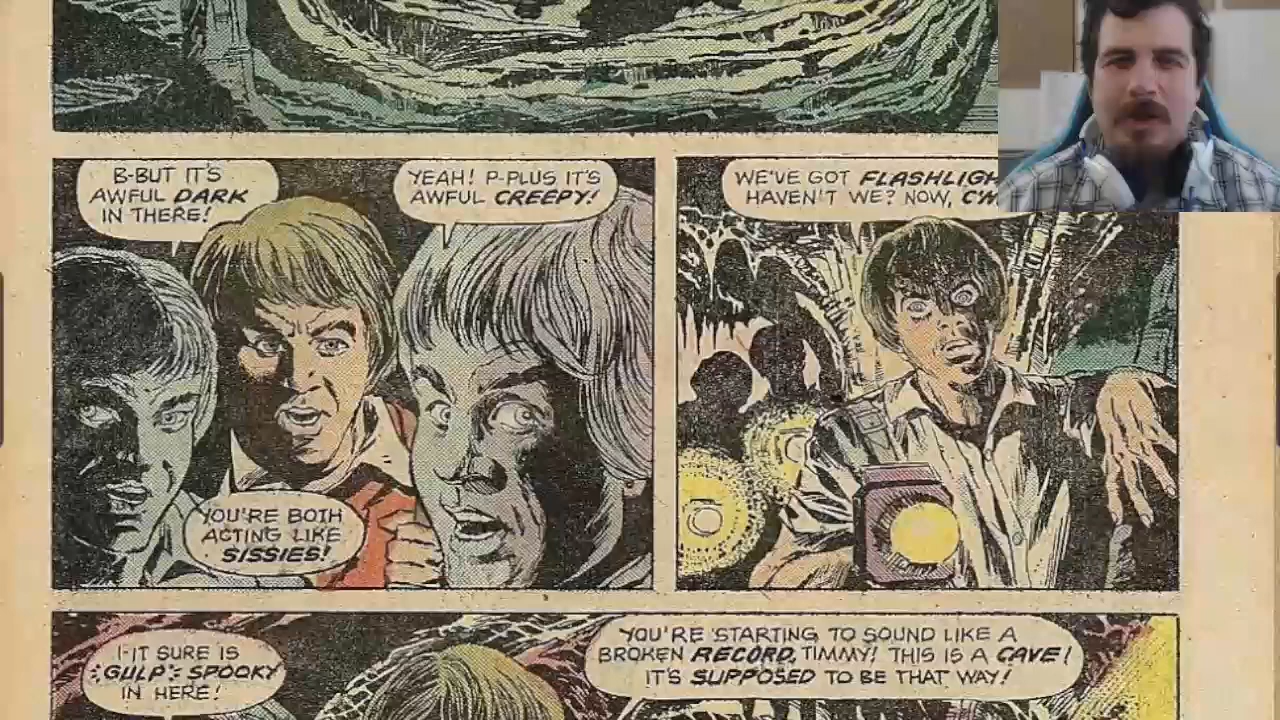 B-BUT IT'S
AWFUL DARK
IN THERE!
YEAH! P-PLUS IT'S
AWFUL CREEPY!
YOU'RE BOTH
ACTING LIKE
SISSIES!
WE'VE GOT FLASHLIGH
HAVEN'T WE? NOW, C'M
I-IT SURE IS
:GULP: SPOOKY
IN HERE!
YOU'RE STARTING TO SOUND LIKE A
BROKEN RECORD, TIMMY! THIS IS A CAVE!
IT'S SUPPOSED TO BE THAT WAY!